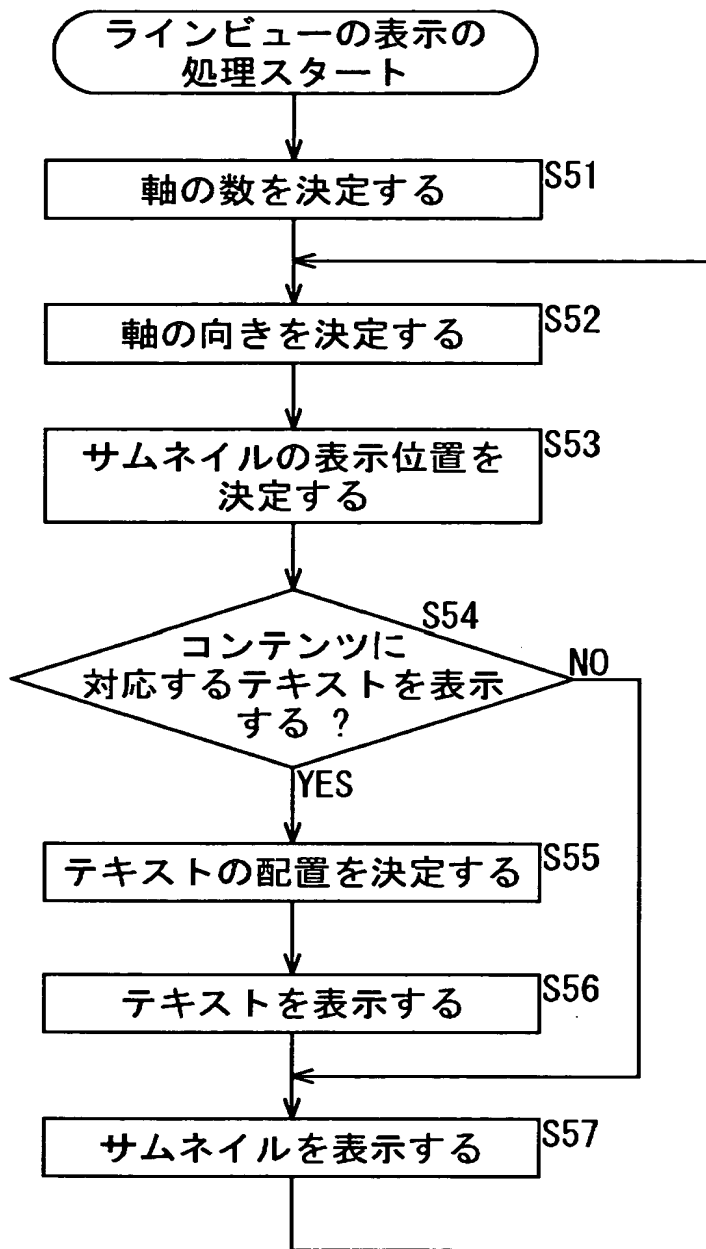 ラインビューの表示の
処理スタート
軸の数を決定する
S51
軸の向きを決定する
S52
サムネイルの表示位置を
決定する
S53
S54
コンテンツに
対応するテキストを表示
する ?
NO
YES
テキストの配置を決定する
S55
テキストを表示する
S56
サムネイルを表示する
S57